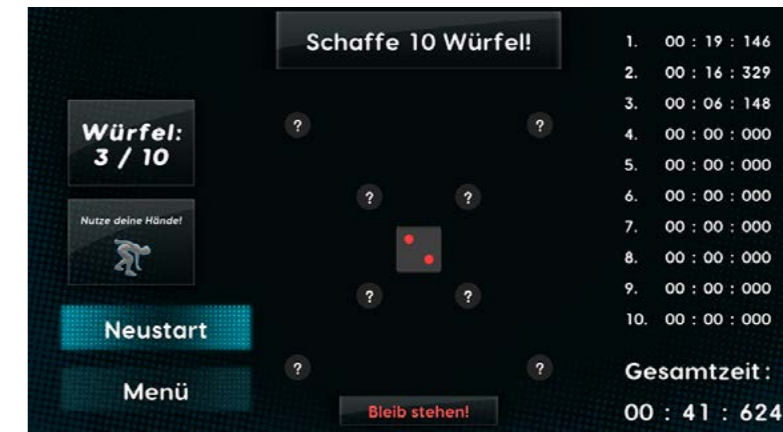 Schaffe 10 Würfel!
Würfel:
3 / 10
Nutze deine Hände!
Neustart
Menü
?
?
?
?
?
?
?
?
Bleib stehen!
1. 00 : 19 : 146
2. 00 : 16 : 329
3. 00 : 06 : 148
4. 00 : 00 : 000
5. 00 : 00 : 000
6. 00 : 00 : 000
7. 00 : 00 : 000
8. 00 : 00 : 000
9. 00 : 00 : 000
10. 00 : 00 : 000
Gesamtzeit:
00 : 41 : 624